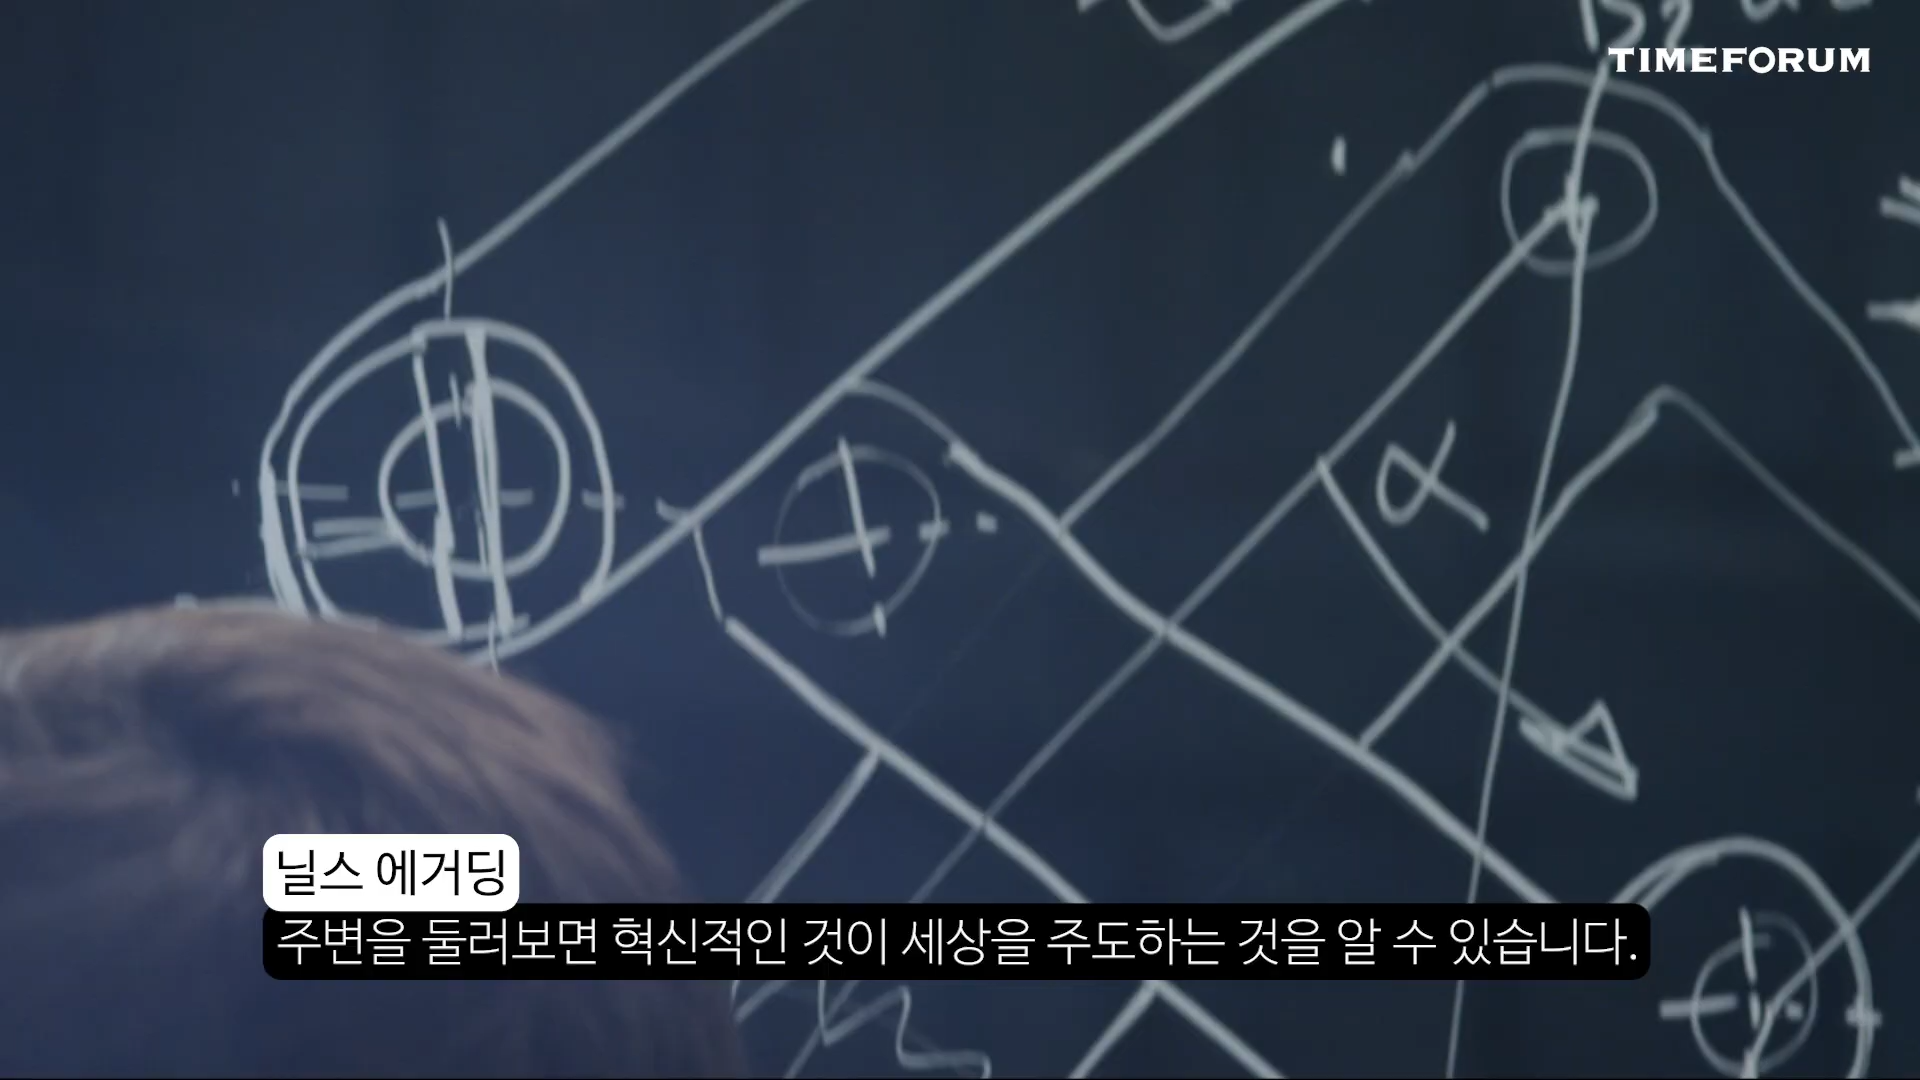 TIMEFORUM
α
닐스 에거딩
주변을 둘러보면 혁신적인 것이 세상을 주도하는 것을 알 수 있습니다.